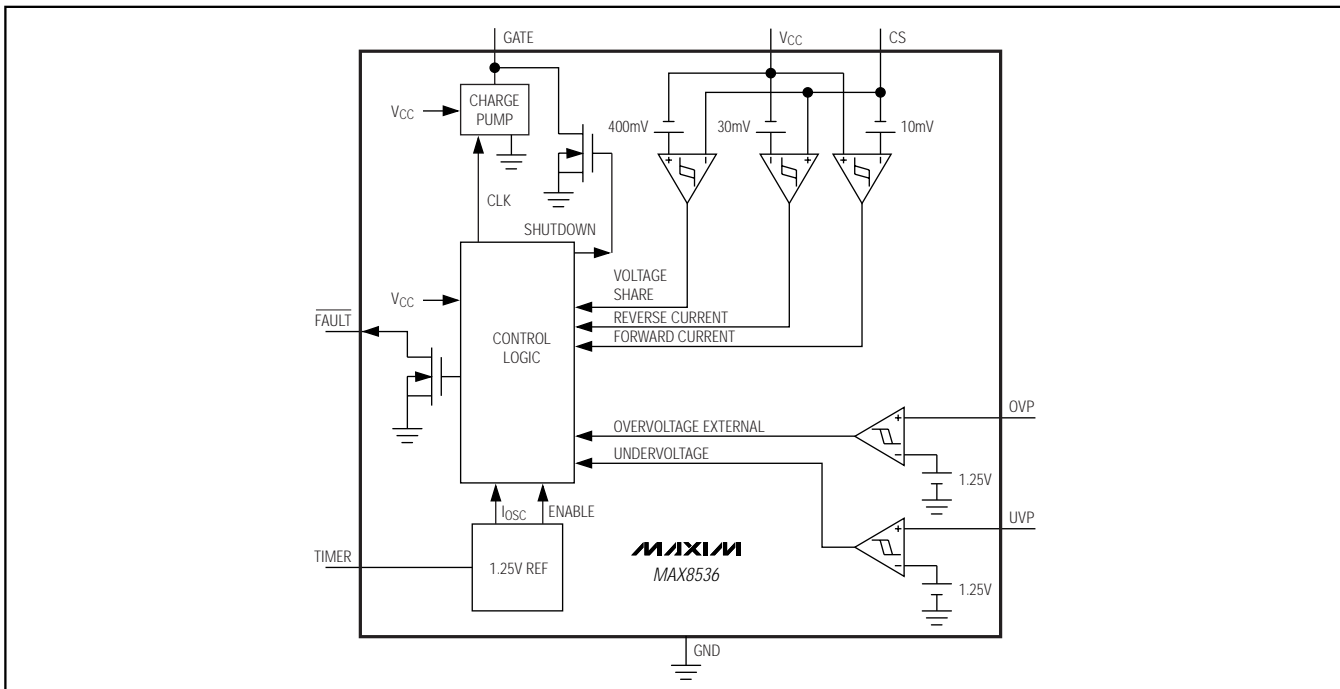 GATE
VCC
CS
VCC
CHARGE
PUMP
400mV
30mV
10mV
+
−
−
+
+
−
CLK
SHUTDOWN
VOLTAGE
SHARE
REVERSE CURRENT
FORWARD CURRENT
VCC
FAULT
CONTROL
LOGIC
OVP
+
−
OVERVOLTAGE EXTERNAL
UNDERVOLTAGE
1.25V
IOSC
ENABLE
UVP
+
−
TIMER
1.25V REF
MAXIM
MAX8536
1.25V
GND